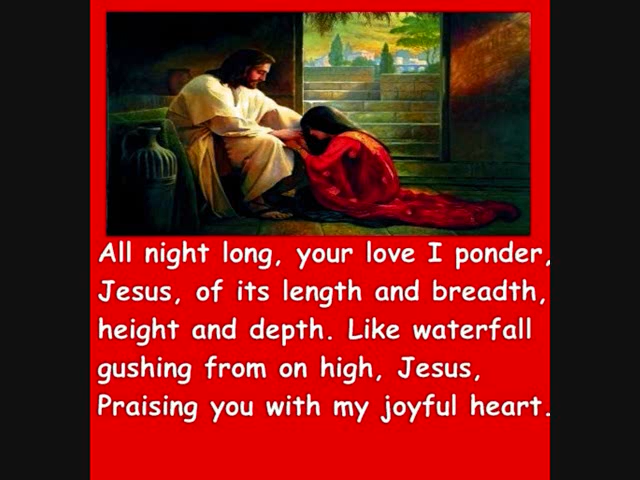 All night long, your love I ponder,
Jesus, of its length and breadth,
height and depth. Like waterfall
gushing from on high, Jesus,
Praising you with my joyful heart.